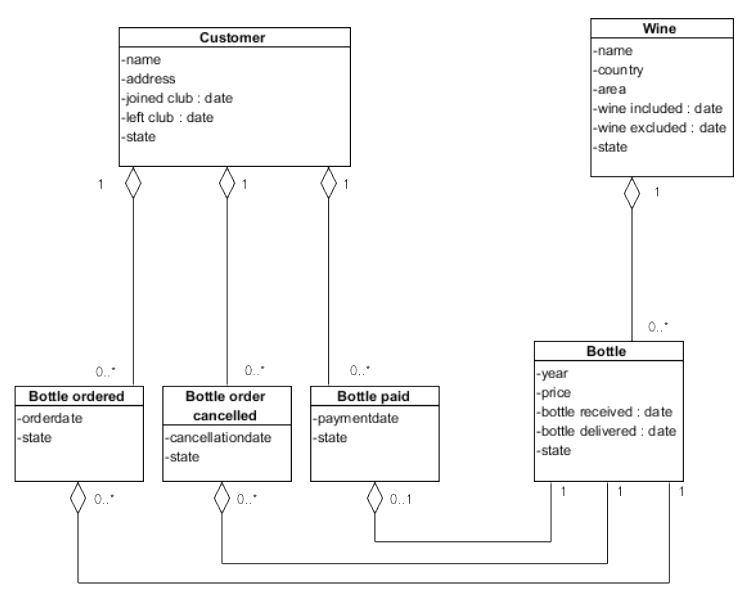 Customer
-name
-address
-joined club : date
-left club : date
-state
Wine
-name
-country
-area
-wine included : date
-wine excluded : date
-state
1
1
1
1
0..*
0..*
0..*
0..*
Bottle ordered
-orderdate
-state
Bottle order
cancelled
-cancellationdate
-state
Bottle paid
-paymentdate
-state
Bottle
-year
-price
-bottle received : date
-bottle delivered : date
-state
0..*
0..*
0..1
1
1
1